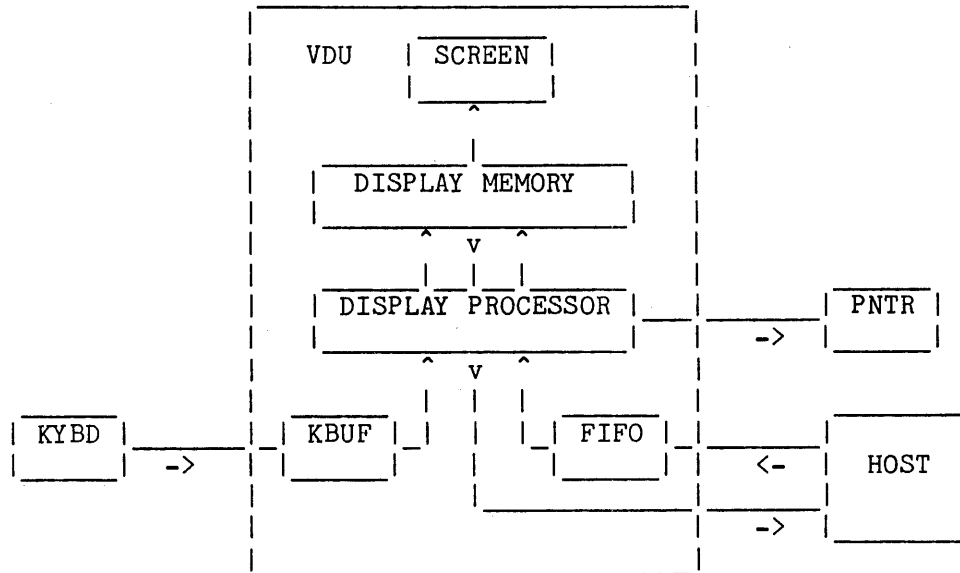 VDU SCREEN
DISPLAY MEMORY
DISPLAY PROCESSOR PNTR
->
KYBD KBUF FIFO HOST
-> <-
->